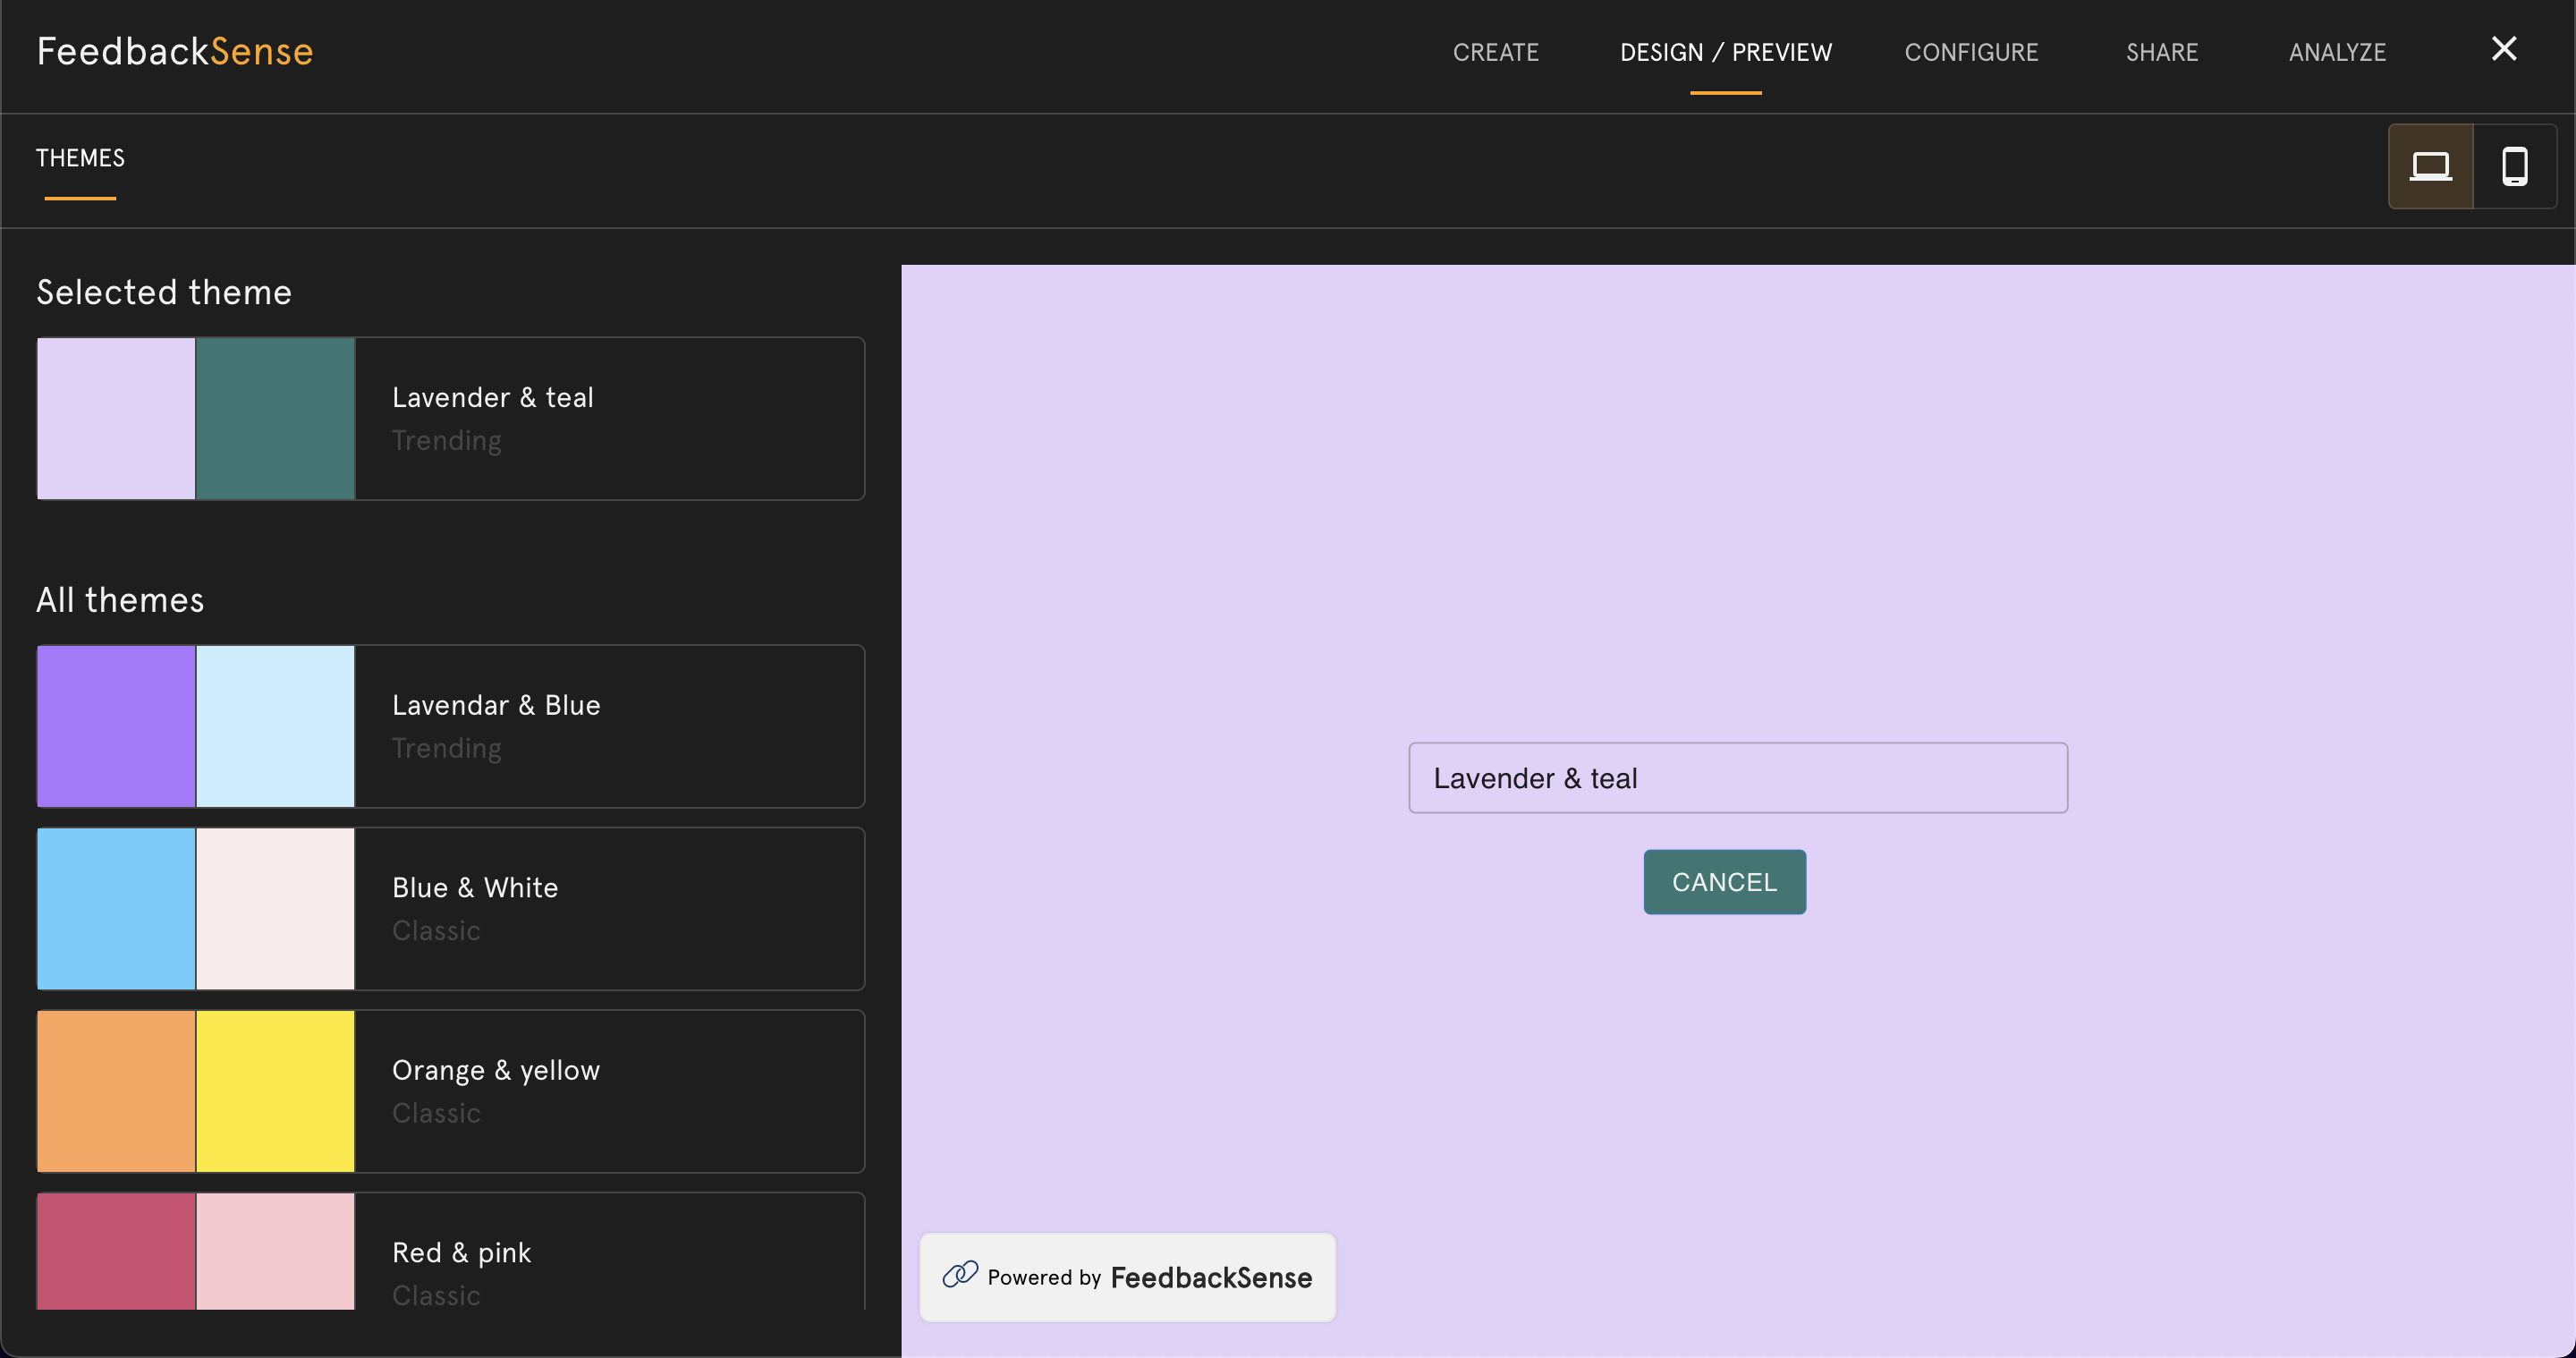 FeedbackSense
CREATE
DESIGN / PREVIEW
CONFIGURE
SHARE
ANALYZE
THEMES
Selected theme
Lavender & teal
Trending
All themes
Lavendar & Blue
Trending
Blue & White
Classic
Orange & yellow
Classic
Red & pink
Classic
Lavender & teal
CANCEL
Powered by FeedbackSense